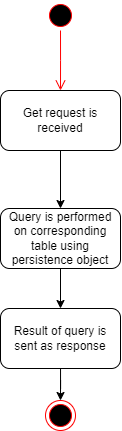 Get request is
received
Query is performed
on corresponding
table using
persistence object
Result of query is
sent as response